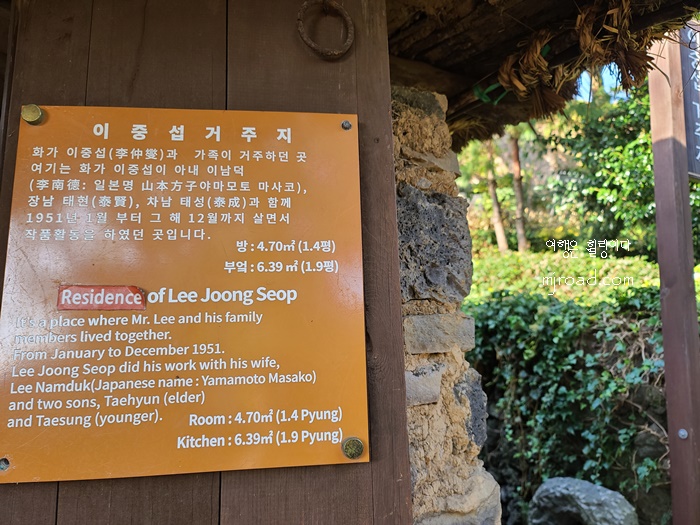 이중섭거주지
화가 이중섭(李仲燮)과 가족이 거주하던 곳
여기는 화가 이중섭이 아내 이남덕
(李南德: 일본명 山本方子야마모토 마사코),
장남 태현(泰賢), 차남 태성(泰成)과 함께
1951년 1월 부터 그 해 12월까지 살면서
작품활동을 하였던 곳입니다.
방 : 4.70㎡ (1.4평)
부엌 : 6.39 ㎡ (1.9평)
Residence of Lee Joong Seop
It's a place where Mr. Lee and his family
members lived together.
From January to December 1951.
Lee Joong Seop did his work with his wife,
Lee Namduk(Japanese name : Yamamoto Masako)
and two sons, Taehyun (elder)
and Taesung (younger).
Room : 4.70㎡ (1.4 Pyung)
Kitchen : 6.39㎡ (1.9 Pyung)
여행은 힐링이다
mjroad.com